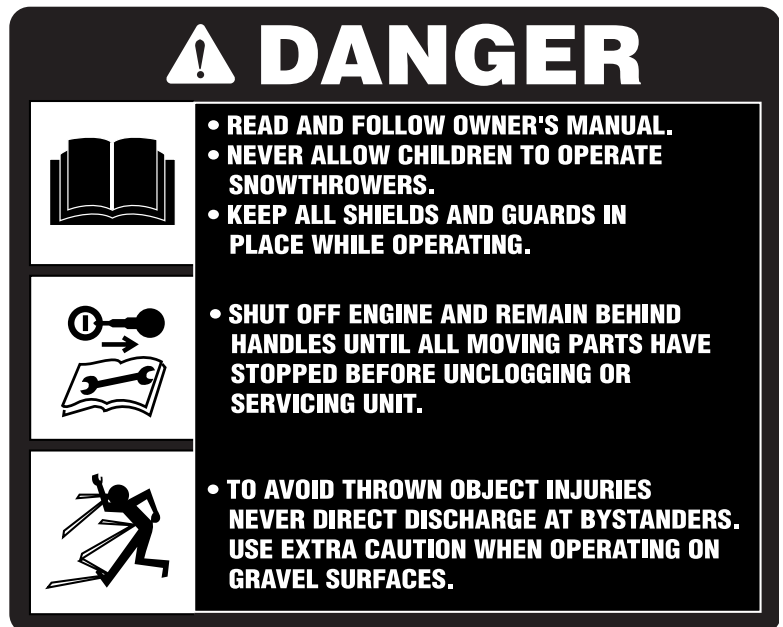 DANGER
• READ AND FOLLOW OWNER'S MANUAL.
• NEVER ALLOW CHILDREN TO OPERATE
SNOWTHROWERS.
• KEEP ALL SHIELDS AND GUARDS IN
PLACE WHILE OPERATING.
• SHUT OFF ENGINE AND REMAIN BEHIND
HANDLES UNTIL ALL MOVING PARTS HAVE
STOPPED BEFORE UNCLOGGING OR
SERVICING UNIT.
• TO AVOID THROWN OBJECT INJURIES
NEVER DIRECT DISCHARGE AT BYSTANDERS.
USE EXTRA CAUTION WHEN OPERATING ON
GRAVEL SURFACES.